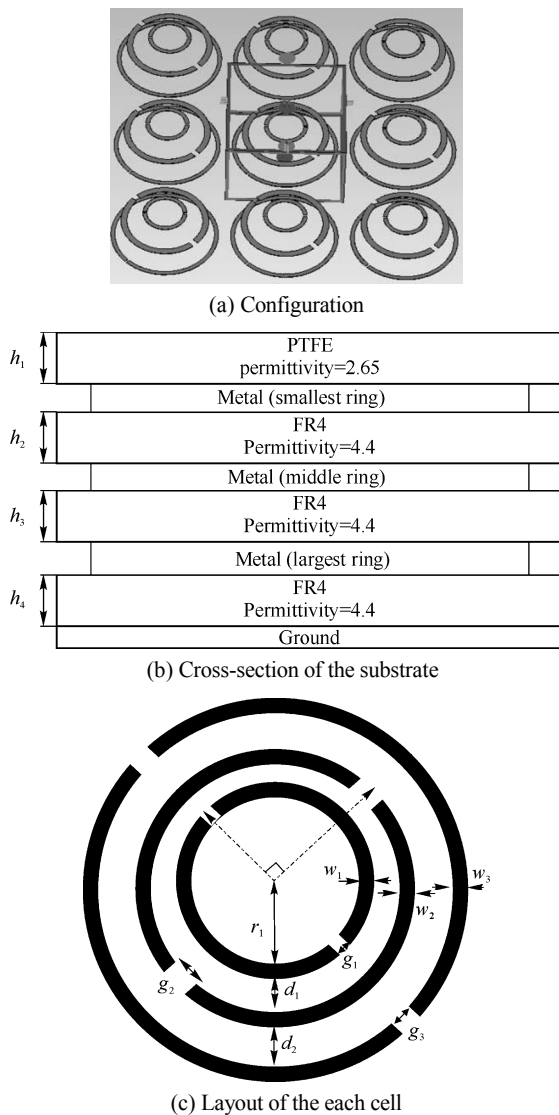 (a) Configuration
h₁
PTFE
permittivity=2.65
Metal (smallest ring)
h₂
FR4
Permittivity=4.4
Metal (middle ring)
h₃
FR4
Permittivity=4.4
Metal (largest ring)
h₄
FR4
Permittivity=4.4
Ground
(b) Cross-section of the substrate
w₁
w₃
w₂
r₁
g₁
g₂
d₁
g₃
d₂
(c) Layout of the each cell